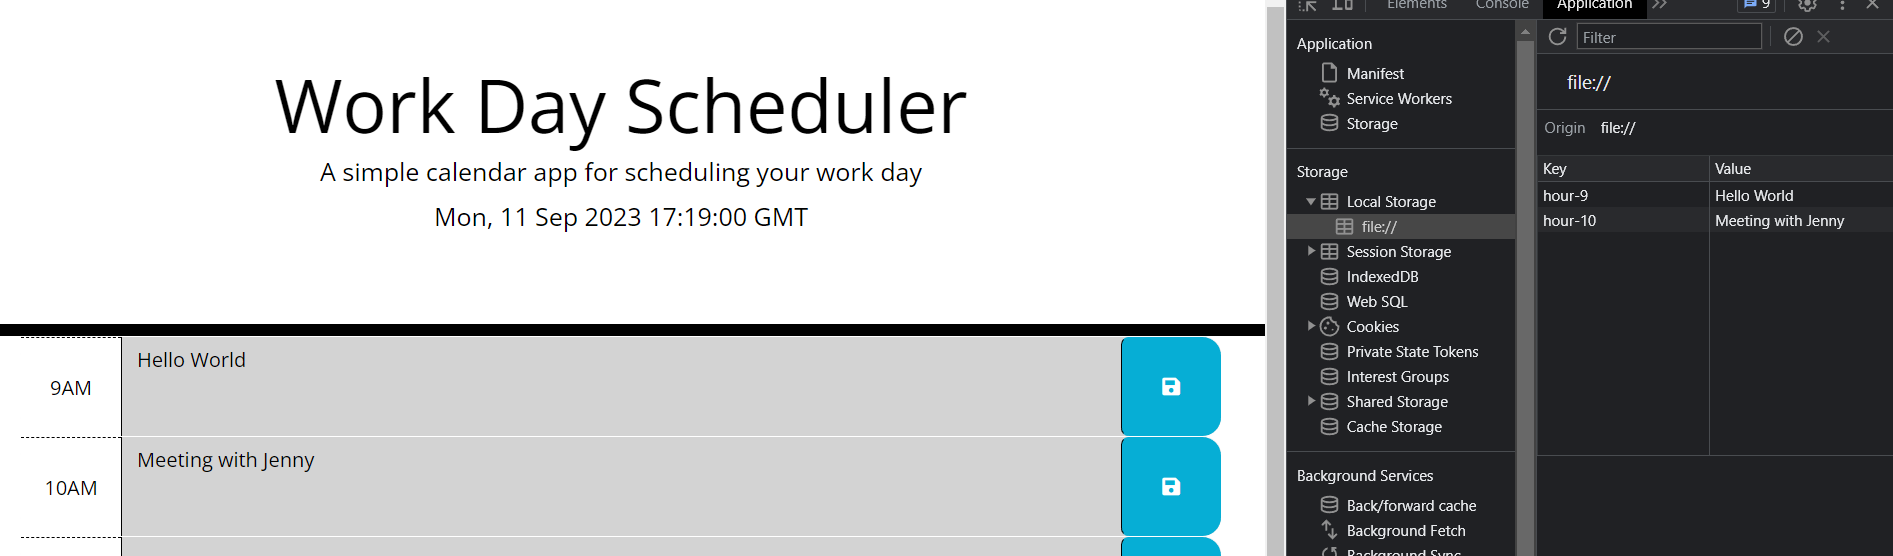 Work Day Scheduler
A simple calendar app for scheduling your work day
Mon, 11 Sep 2023 17:19:00 GMT
9AM
Hello World
10AM
Meeting with Jenny
Elements Console Application 9
Application
Manifest
Service Workers
Storage
Storage
Local Storage
file://
Session Storage
IndexedDB
Web SQL
Cookies
Private State Tokens
Interest Groups
Shared Storage
Cache Storage
Background Services
Back/forward cache
Background Fetch
Background Sync
Filter
file://
Origin file://
Key Value
hour-9 Hello World
hour-10 Meeting with Jenny